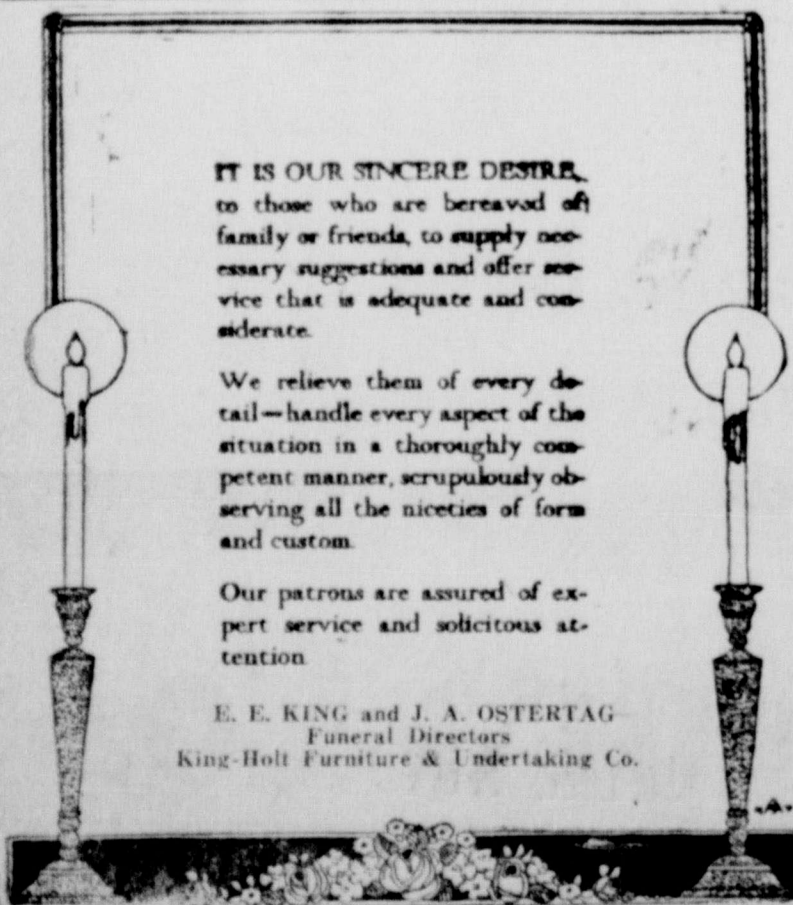 IT IS OUR SINCERE DESIRE,
to those who are bereaved of
family or friends, to supply nec-
essary suggestions and offer ser-
vice that is adequate and con-
siderate.
We relieve them of every de-
tail—handle every aspect of the
situation in a thoroughly com-
petent manner, scrupulously ob-
serving all the niceties of form
and custom.
Our patrons are assured of ex-
pert service and solicitous at-
tention
E. E. KING and J. A. OSTERTAG
Funeral Directors
King-Holt Furniture & Undertaking Co.